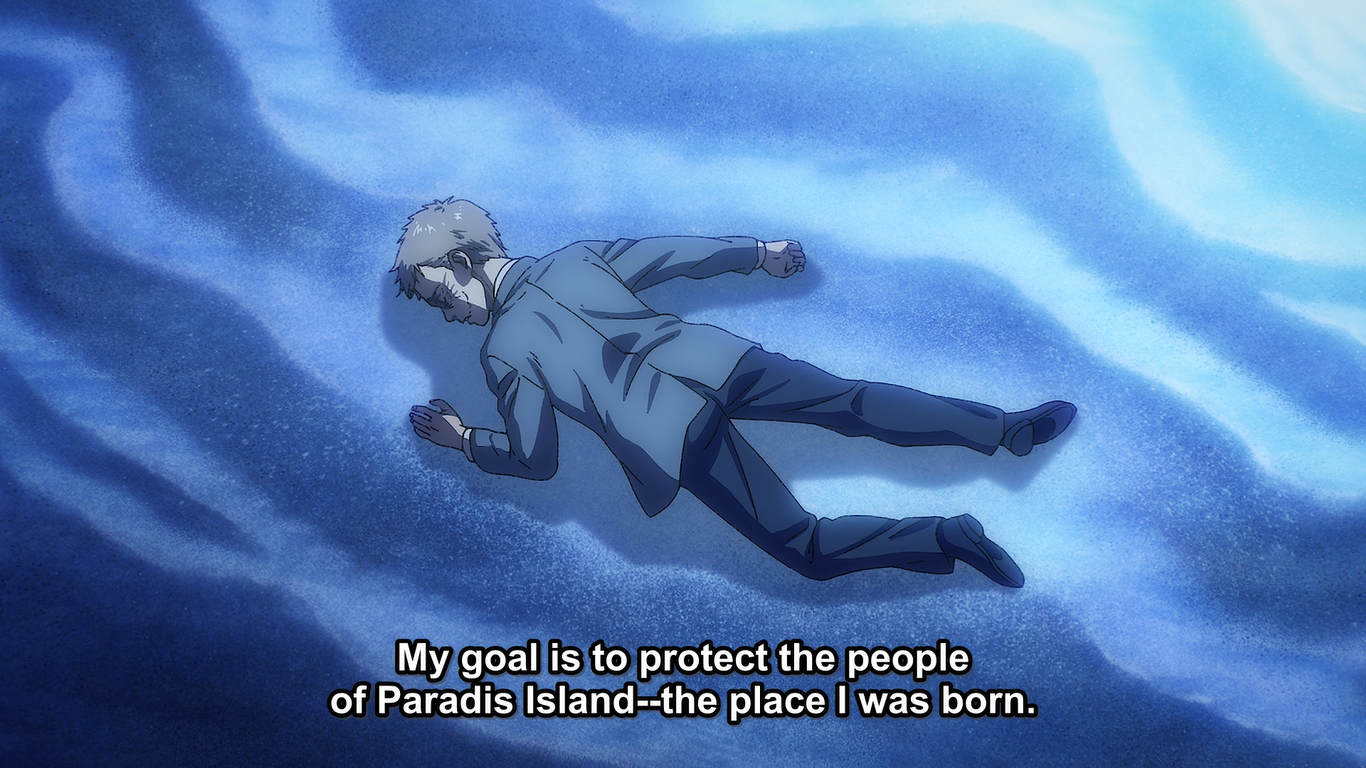 My goal is to protect the people
of Paradis Island--the place I was born.